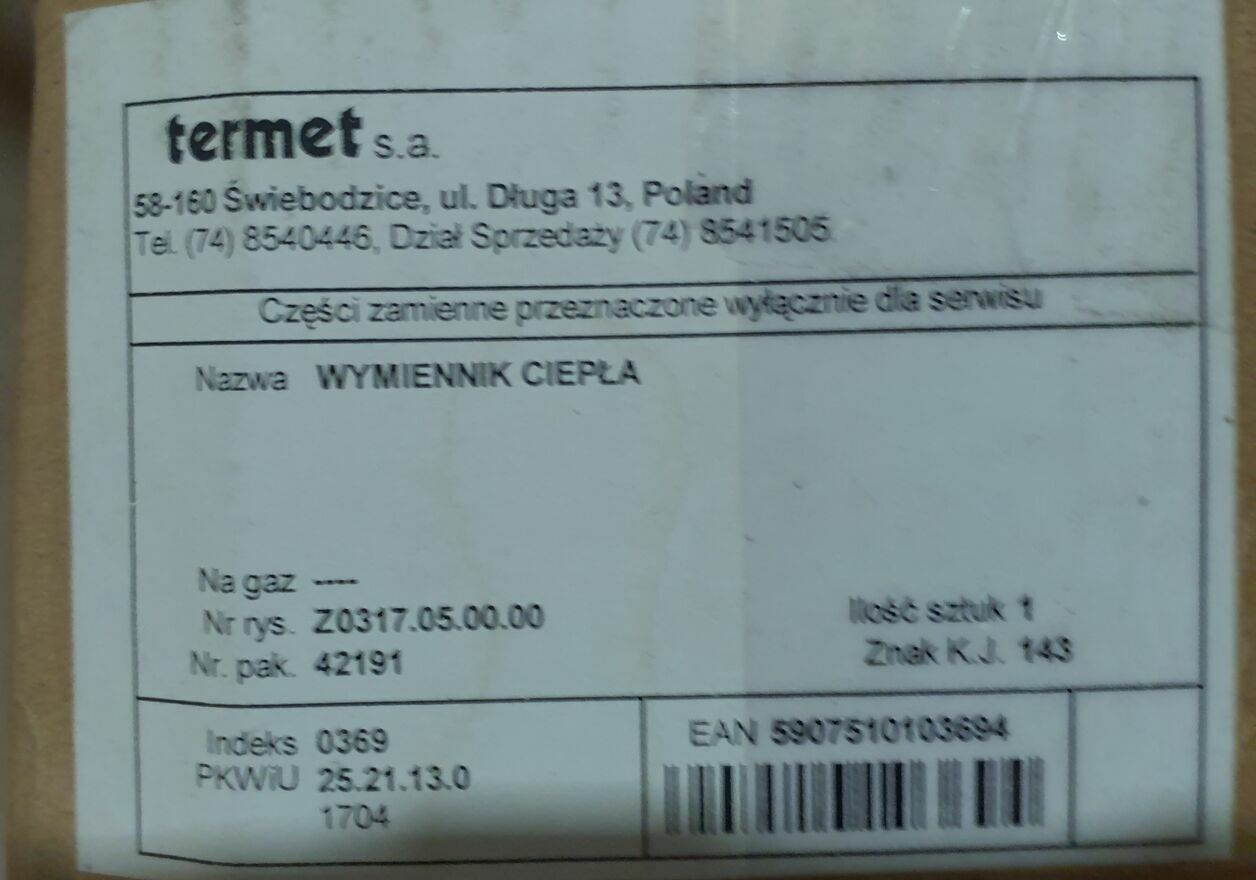 termet s.a.
58-160 Świebodzice, ul. Długa 13, Poland
Tel. (74) 8540446, Dział Sprzedaży (74) 8541505
Części zamienne przeznaczone wyłącznie dla serwisu
Nazwa WYMIENNIK CIEPŁA
Na gaz ----
Nr rys. Z0317.05.00.00
Ilość sztuk 1
Nr. pak. 42191
Znak K.J. 143
Indeks 0369
EAN 5907510103694
PKWiU 25.21.13.0
1704